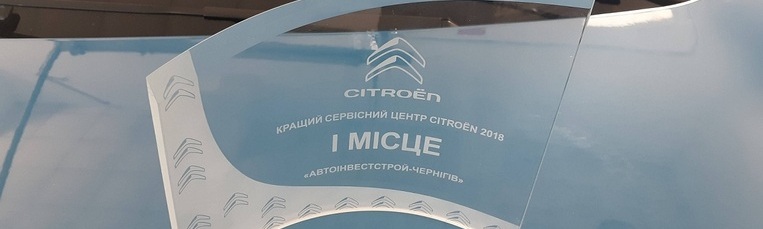 CITROËN
КРАЩИЙ СЕРВІСНИЙ ЦЕНТР CITROËN 2018
І МІСЦЕ
«АВТОІНВЕСТСТРОЙ-ЧЕРНІГІВ»